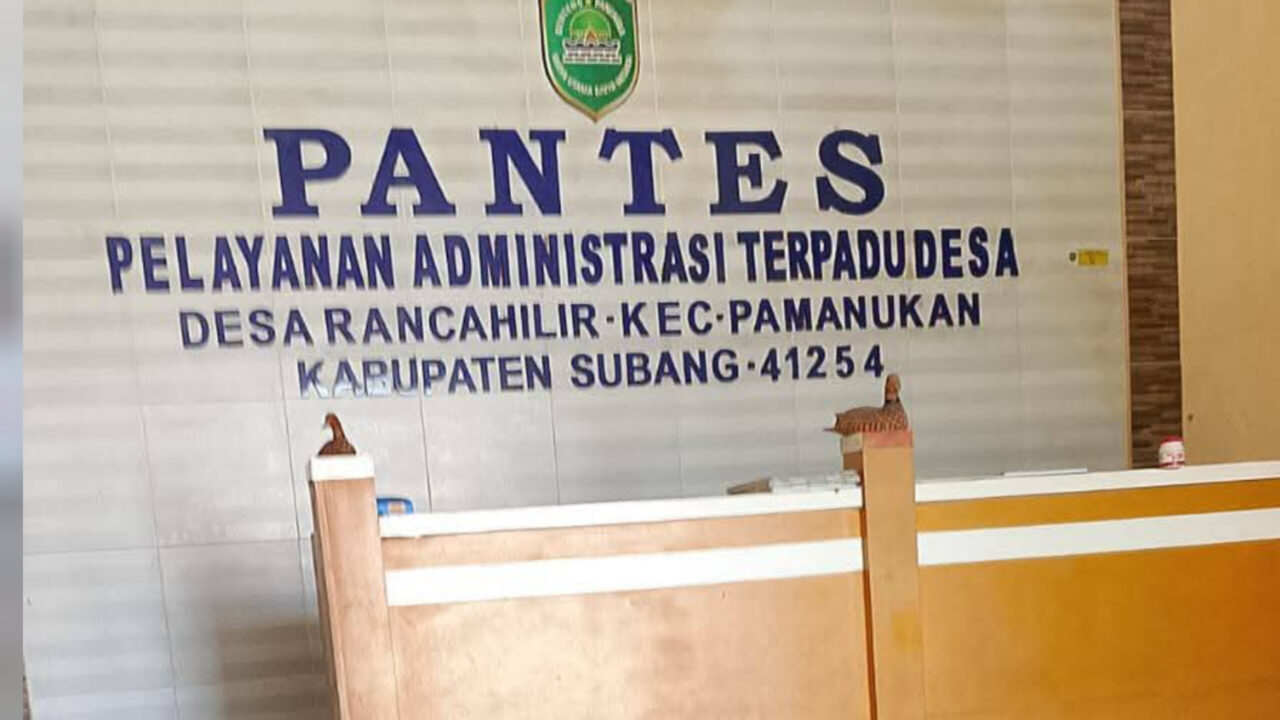 PANTES
PELAYANAN ADMINISTRASI TERPADU DESA
DESA RANCAHILIR-KEC-PAMANUKAN
KABUPATEN SUBANG-41254